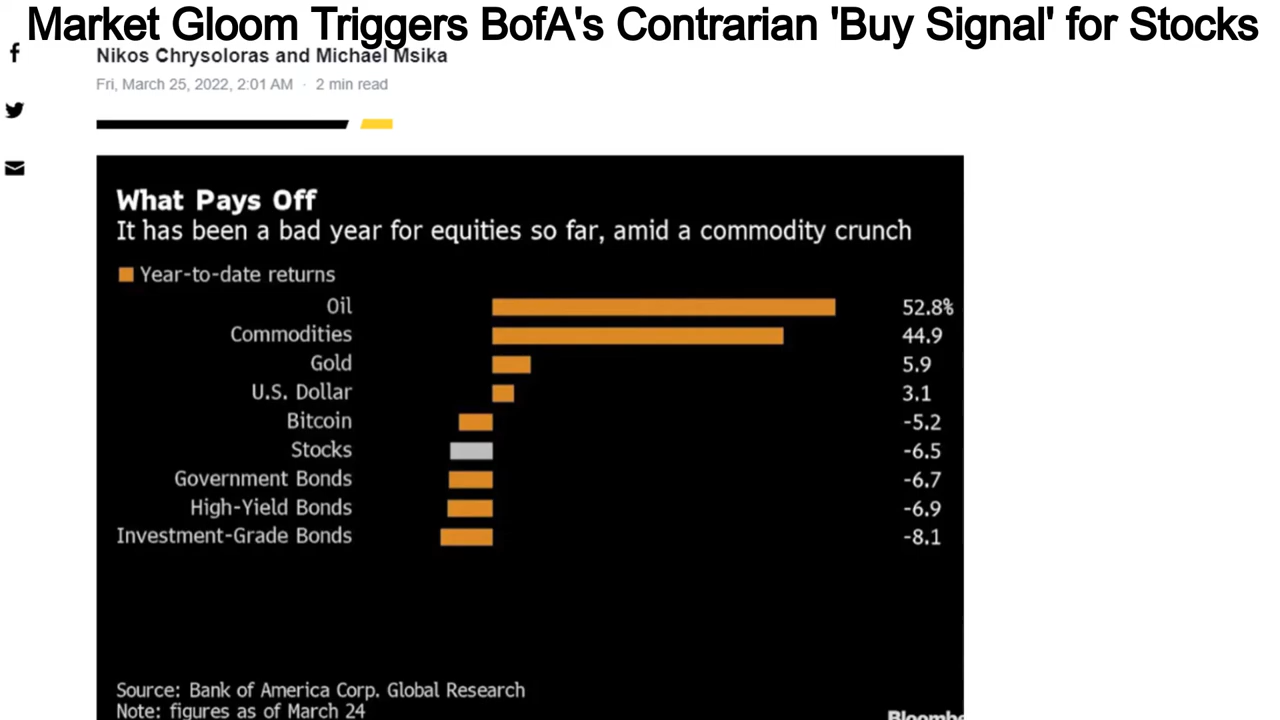 Market Gloom Triggers BofA's Contrarian 'Buy Signal' for Stocks
Nikos Chrysoloras and Michael Msika
Fri, March 25, 2022, 2:01 AM · 2 min read
What Pays Off
It has been a bad year for equities so far, amid a commodity crunch
Year-to-date returns
Oil 52.8%
Commodities 44.9
Gold 5.9
U.S. Dollar 3.1
Bitcoin -5.2
Stocks -6.5
Government Bonds -6.7
High-Yield Bonds -6.9
Investment-Grade Bonds -8.1
Source: Bank of America Corp. Global Research
Note: figures as of March 24